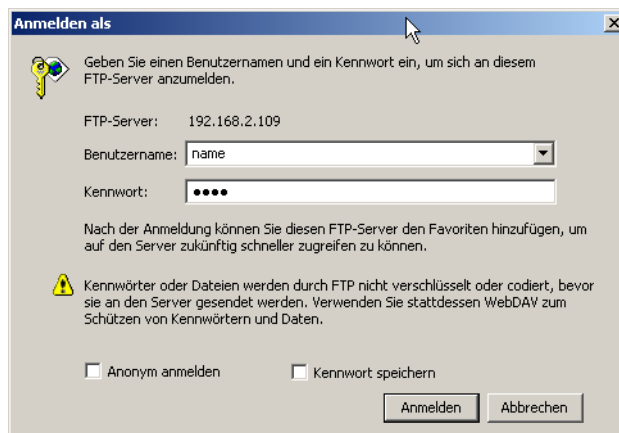 Anmelden als
Geben Sie einen Benutzernamen und ein Kennwort ein, um sich an diesem
FTP-Server anzumelden.
FTP-Server: 192.168.2.109
Benutzername: name
Kennwort: ●●●●
Nach der Anmeldung können Sie diesen FTP-Server den Favoriten hinzufügen, um
auf den Server zukünftig schneller zugreifen zu können.
Kennwörter oder Dateien werden durch FTP nicht verschlüsselt oder codiert, bevor
sie an den Server gesendet werden. Verwenden Sie stattdessen WebDAV zum
Schützen von Kennwörtern und Daten.
Anonym anmelden Kennwort speichern
Anmelden Abbrechen